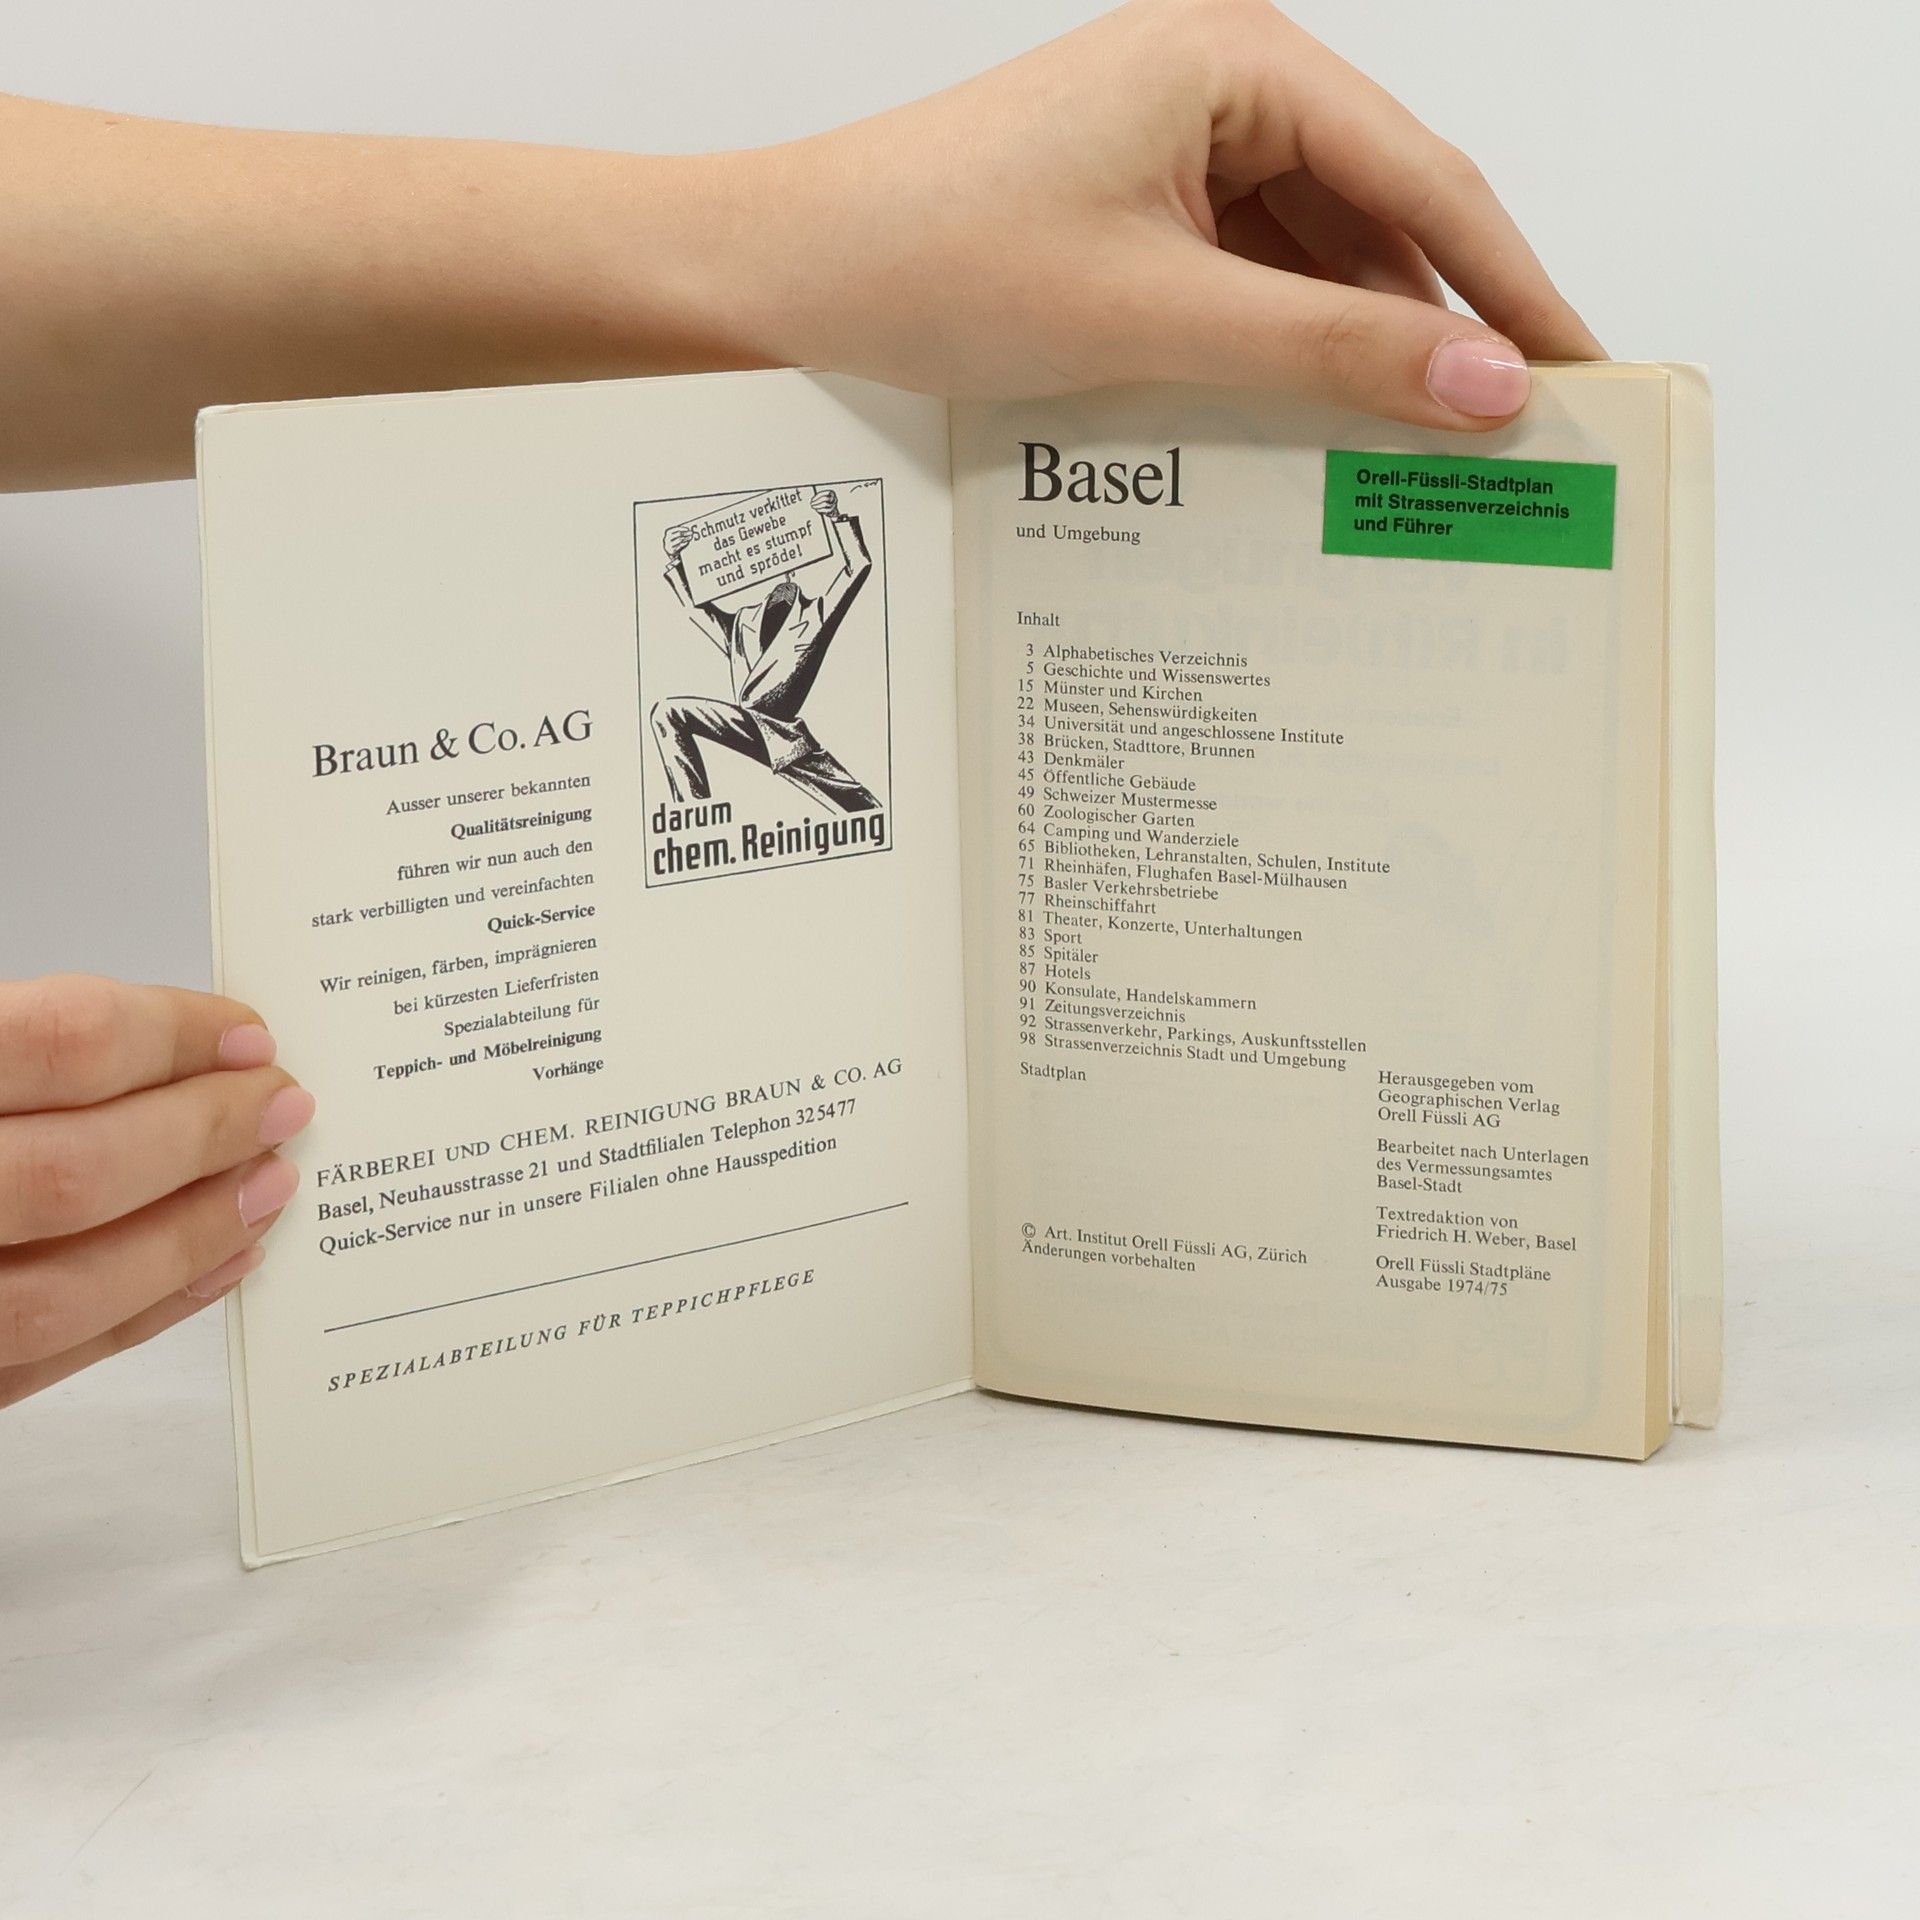 Schmutz verkittet
das Gewebe
macht es stumpf
und spröde!
darum
chem. Reinigung
Braun & Co. AG
Ausser unserer bekannten
Qualitätsreinigung
führen wir nun auch den
stark verbilligten und vereinfachten
Quick-Service
Wir reinigen, färben, imprägnieren
bei kürzesten Lieferfristen
Spezialabteilung für
Teppich- und Möbelreinigung
Vorhänge
FÄRBEREI UND CHEM. REINIGUNG BRAUN & CO. AG
Basel, Neuhausstrasse 21 und Stadtfilialen Telephon 32 54 77
Quick-Service nur in unsere Filialen ohne Hausspedition
SPEZIALABTEILUNG FÜR TEPPICHPFLEGE
Basel
und Umgebung
Orell-Füssli-Stadtplan
mit Strassenverzeichnis
und Führer
Inhalt
3 Alphabetisches Verzeichnis
5 Geschichte und Wissenswertes
15 Münster und Kirchen
22 Museen, Sehenswürdigkeiten
34 Universität und angeschlossene Institute
38 Brücken, Stadttore, Brunnen
43 Denkmäler
45 Öffentliche Gebäude
49 Schweizer Mustermesse
60 Zoologischer Garten
64 Camping und Wanderziele
65 Bibliotheken, Lehranstalten, Schulen, Institute
71 Rheinhäfen, Flughafen Basel-Mülhausen
75 Basler Verkehrsbetriebe
77 Rheinschiffahrt
81 Theater, Konzerte, Unterhaltungen
83 Sport
85 Spitäler
87 Hotels
90 Konsulate, Handelskammern
91 Zeitungsverzeichnis
92 Strassenverkehr, Parkings, Auskunftsstellen
98 Strassenverzeichnis Stadt und Umgebung
Stadtplan
Herausgegeben vom
Geographischen Verlag
Orell Füssli AG
Bearbeitet nach Unterlagen
des Vermessungsamtes
Basel-Stadt
Textredaktion von
Friedrich H. Weber, Basel
Orell Füssli Stadtpläne
Ausgabe 1974/75
© Art. Institut Orell Füssli AG, Zürich
Änderungen vorbehalten